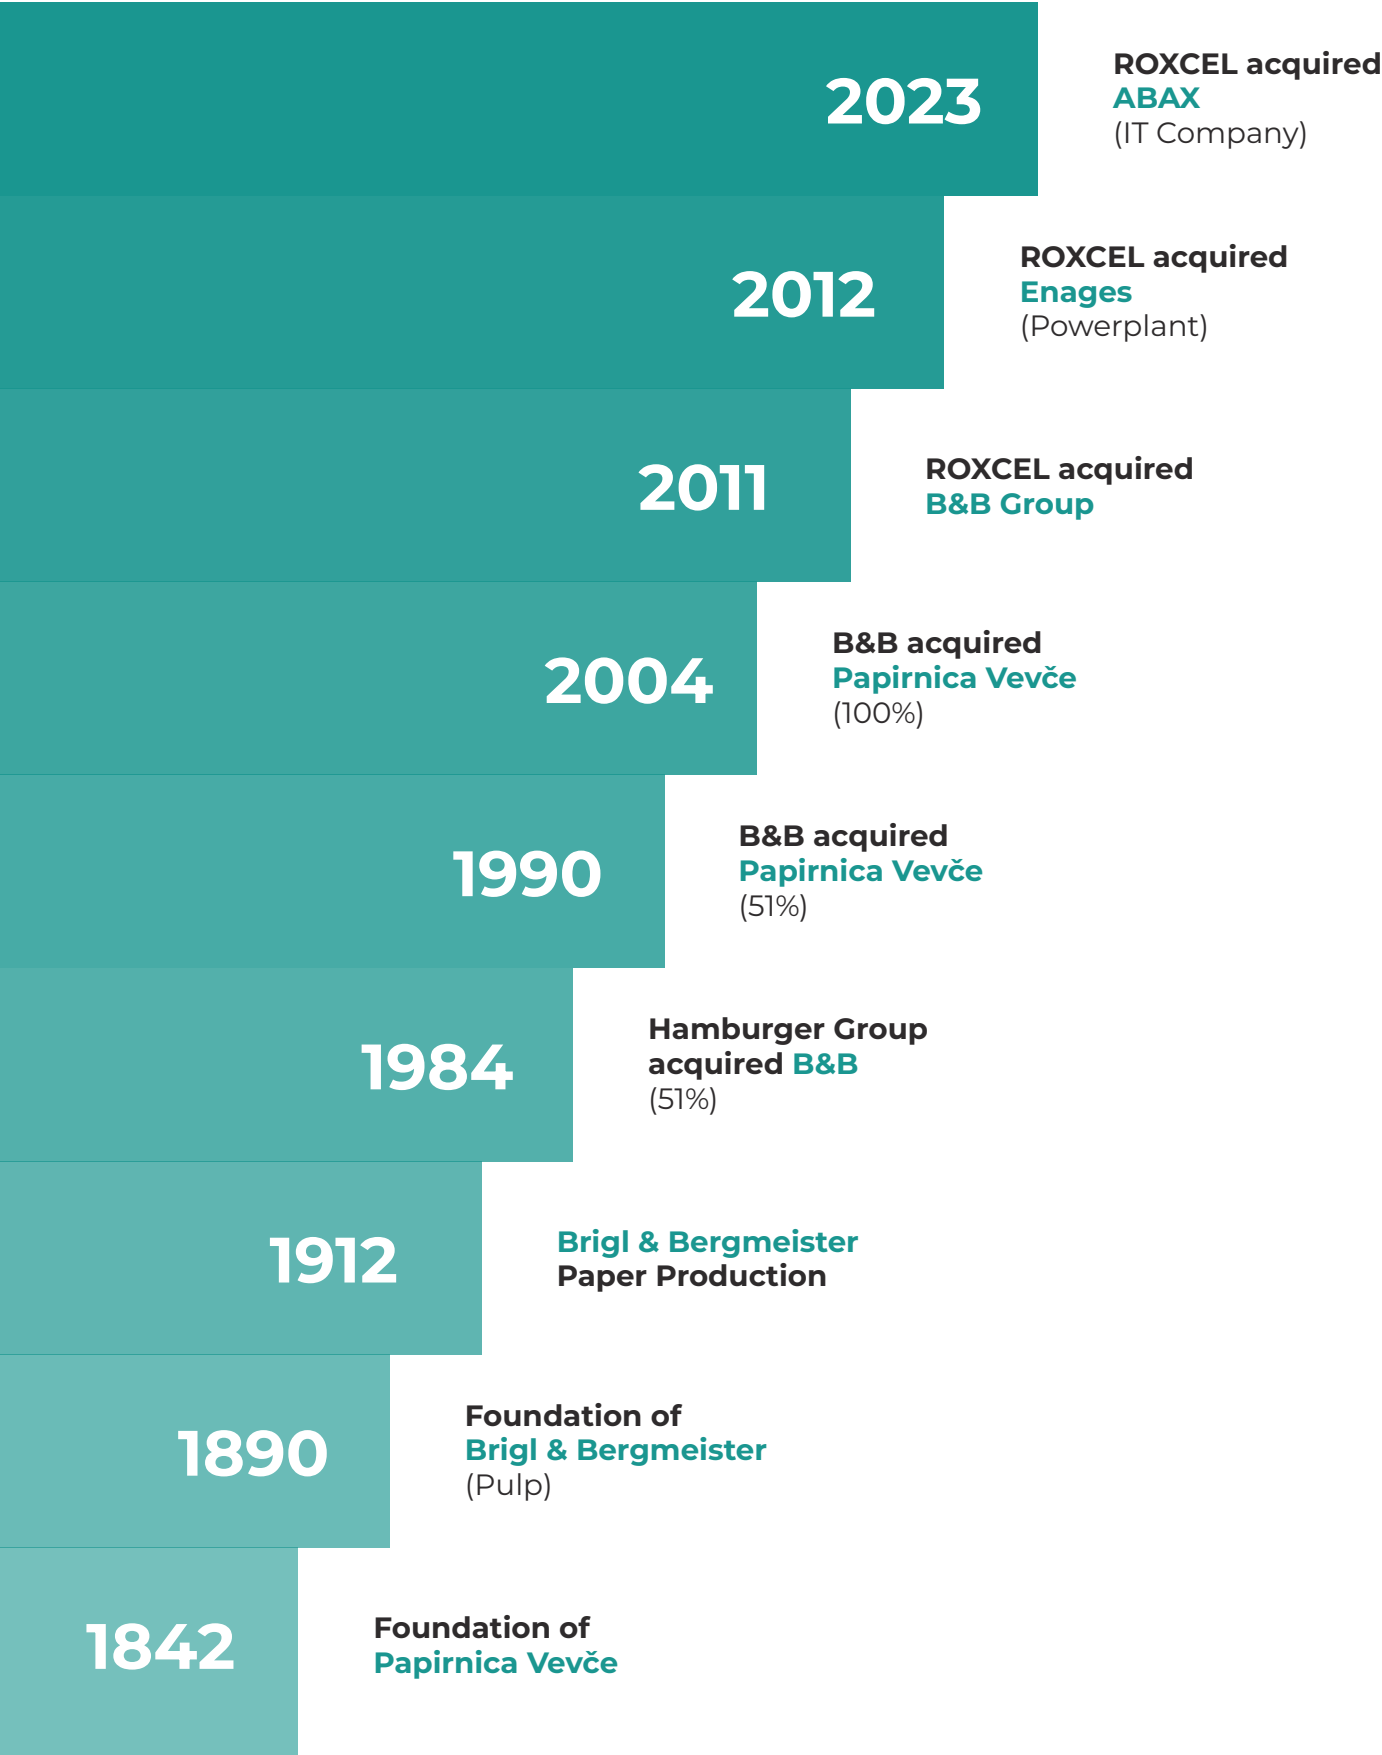 2023
ROXCEL acquired
ABAX
(IT Company)
2012
ROXCEL acquired
Enages
(Powerplant)
2011
ROXCEL acquired
B&B Group
2004
B&B acquired
Papirnica Vevče
(100%)
1990
B&B acquired
Papirnica Vevče
(51%)
1984
Hamburger Group
acquired B&B
(51%)
1912
Brigl & Bergmeister
Paper Production
1890
Foundation of
Brigl & Bergmeister
(Pulp)
1842
Foundation of
Papirnica Vevče